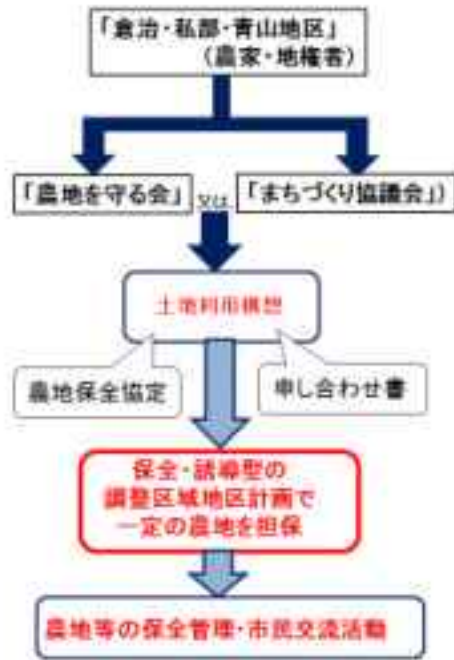 「倉治・私部・青山地区」
（農家・地権者）
「農地を守る会」 又は 「まちづくり協議会」）
土地利用構想
農地保全協定 申し合わせ書
保全・誘導型の
調整区域地区計画で
一定の農地を担保
農地等の保全管理・市民交流活動